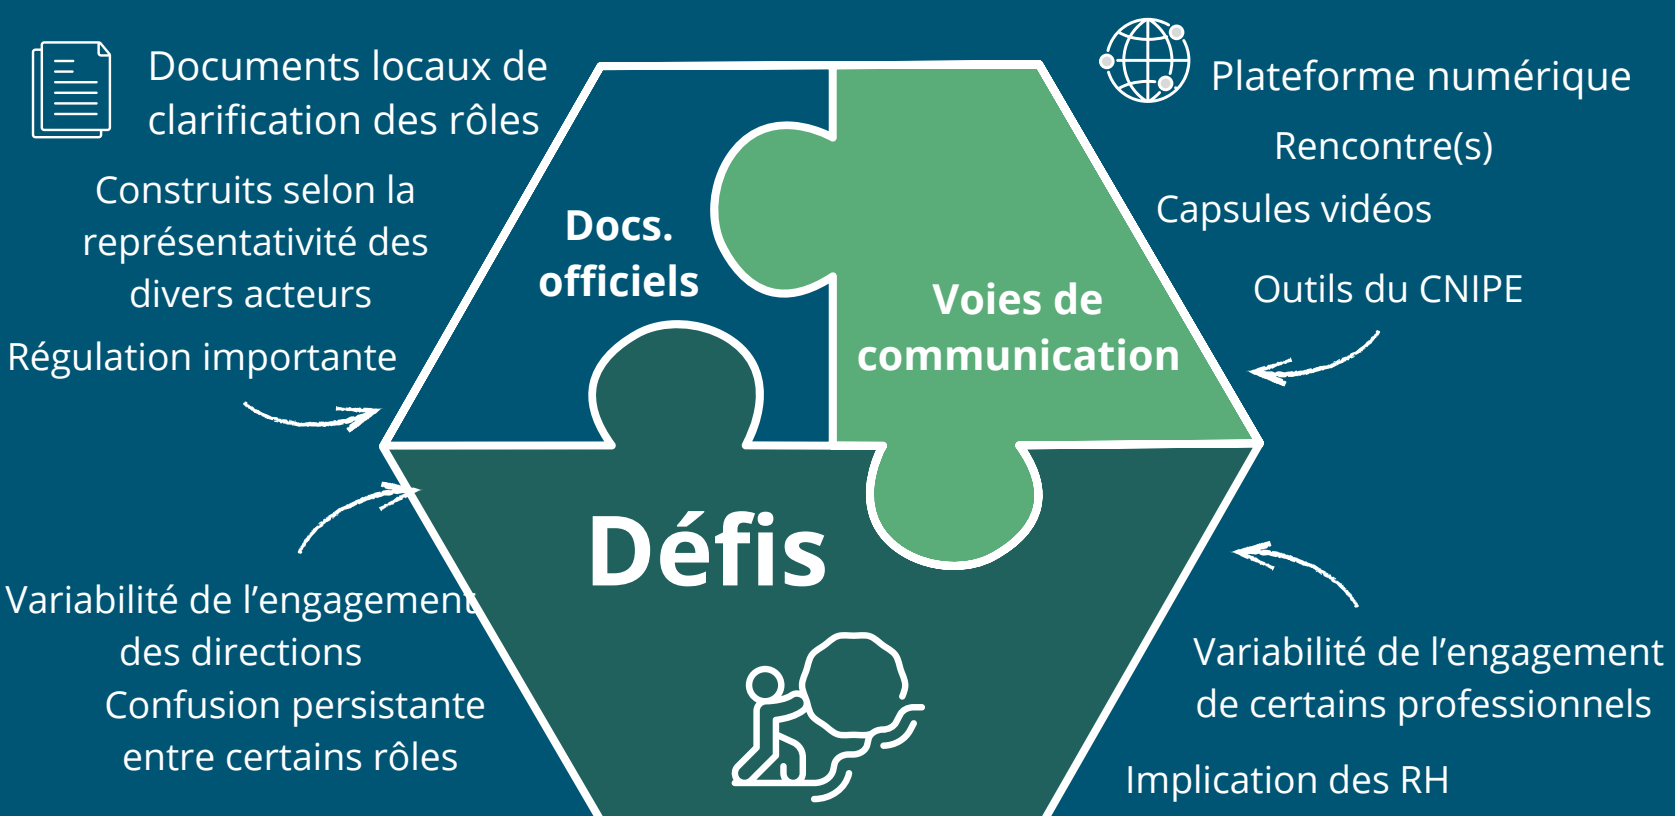 Documents locaux de
clarification des rôles
Construits selon la
représentativité des
divers acteurs
Régulation importante
Docs.
officiels
Plateforme numérique
Rencontre(s)
Capsules vidéos
Outils du CNIPE
Voies de
communication
Défis
Variabilité de l’engagement
des directions
Confusion persistante
entre certains rôles
Variabilité de l’engagement
de certains professionnels
Implication des RH